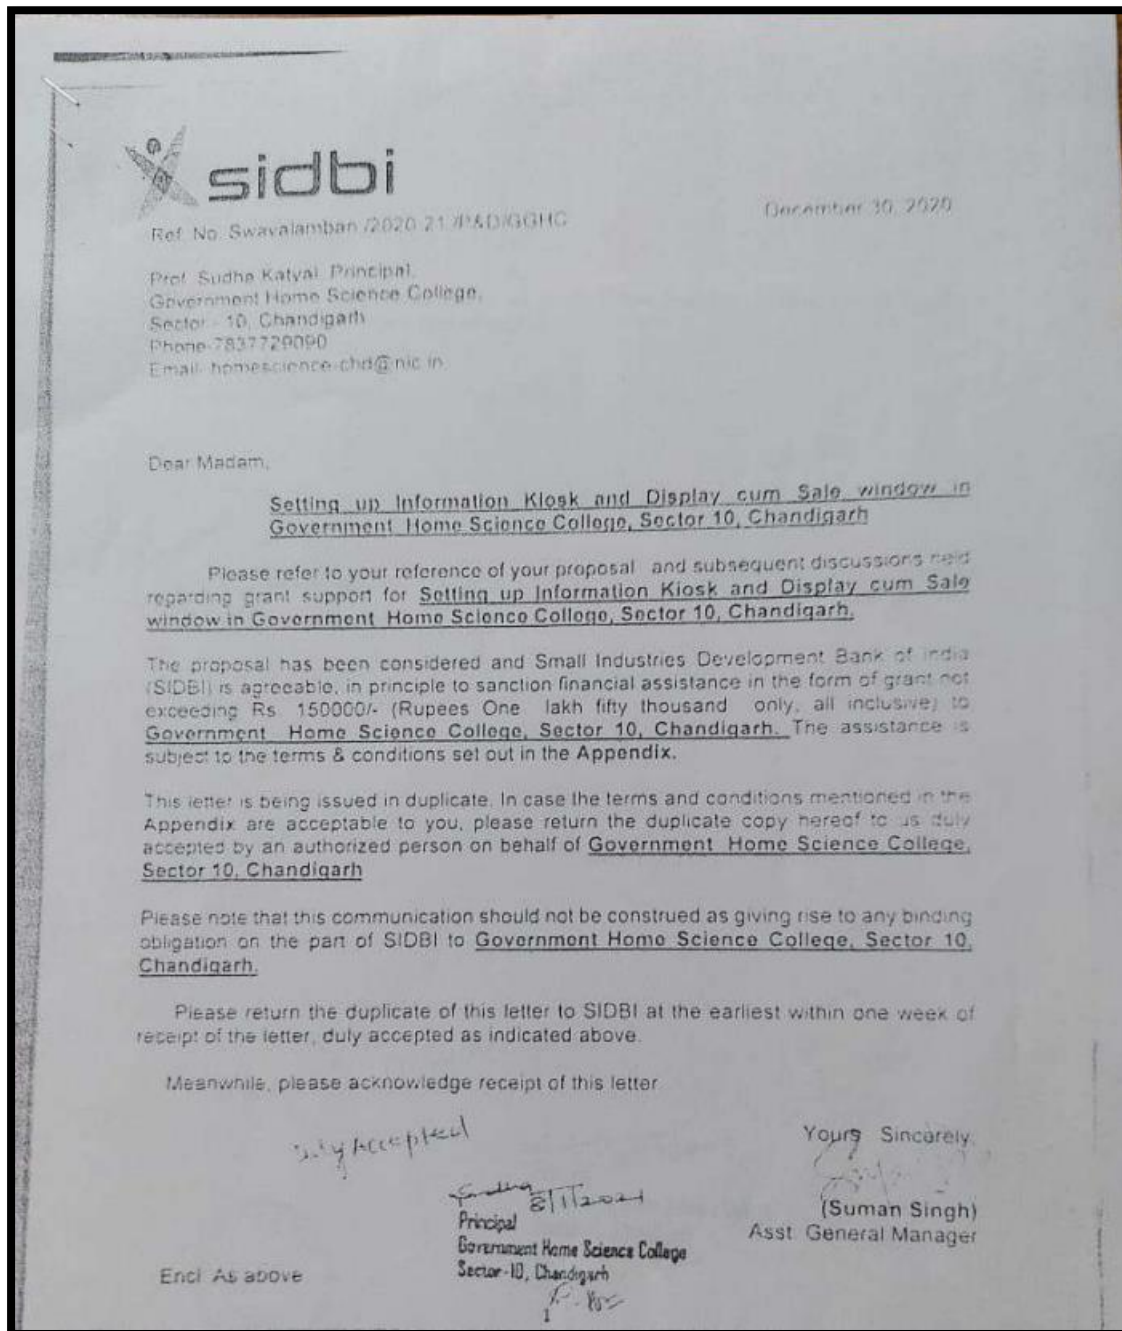 sidbi
December 30, 2020
Ref. No. Swavalamban /2020-21 /P&D/GGHC
Prof. Sudha Katyal, Principal,
Government Home Science College,
Sector - 10, Chandigarh
Phone-7837729090
Email- homescience-chd@nic.in
Dear Madam,
Setting up Information Kiosk and Display cum Sale window in
Government Home Science College, Sector 10, Chandigarh
Please refer to your reference of your proposal and subsequent discussions held
regarding grant support for Setting up Information Kiosk and Display cum Sale
window in Government Home Science College, Sector 10, Chandigarh.
The proposal has been considered and Small Industries Development Bank of India
(SIDBI) is agreeable, in principle to sanction financial assistance in the form of grant not
exceeding Rs. 150000/- (Rupees One lakh fifty thousand only, all inclusive) to
Government Home Science College, Sector 10, Chandigarh. The assistance is
subject to the terms & conditions set out in the Appendix.
This letter is being issued in duplicate. In case the terms and conditions mentioned in the
Appendix are acceptable to you, please return the duplicate copy hereof to us duly
accepted by an authorized person on behalf of Government Home Science College,
Sector 10, Chandigarh
Please note that this communication should not be construed as giving rise to any binding
obligation on the part of SIDBI to Government Home Science College, Sector 10,
Chandigarh.
Please return the duplicate of this letter to SIDBI at the earliest within one week of
receipt of the letter, duly accepted as indicated above.
Meanwhile, please acknowledge receipt of this letter
Duly Accepted
Yours Sincerely,
8/1/2021
(Suman Singh)
Asst. General Manager
Principal
Government Home Science College
Sector-10, Chandigarh
Encl As above
1